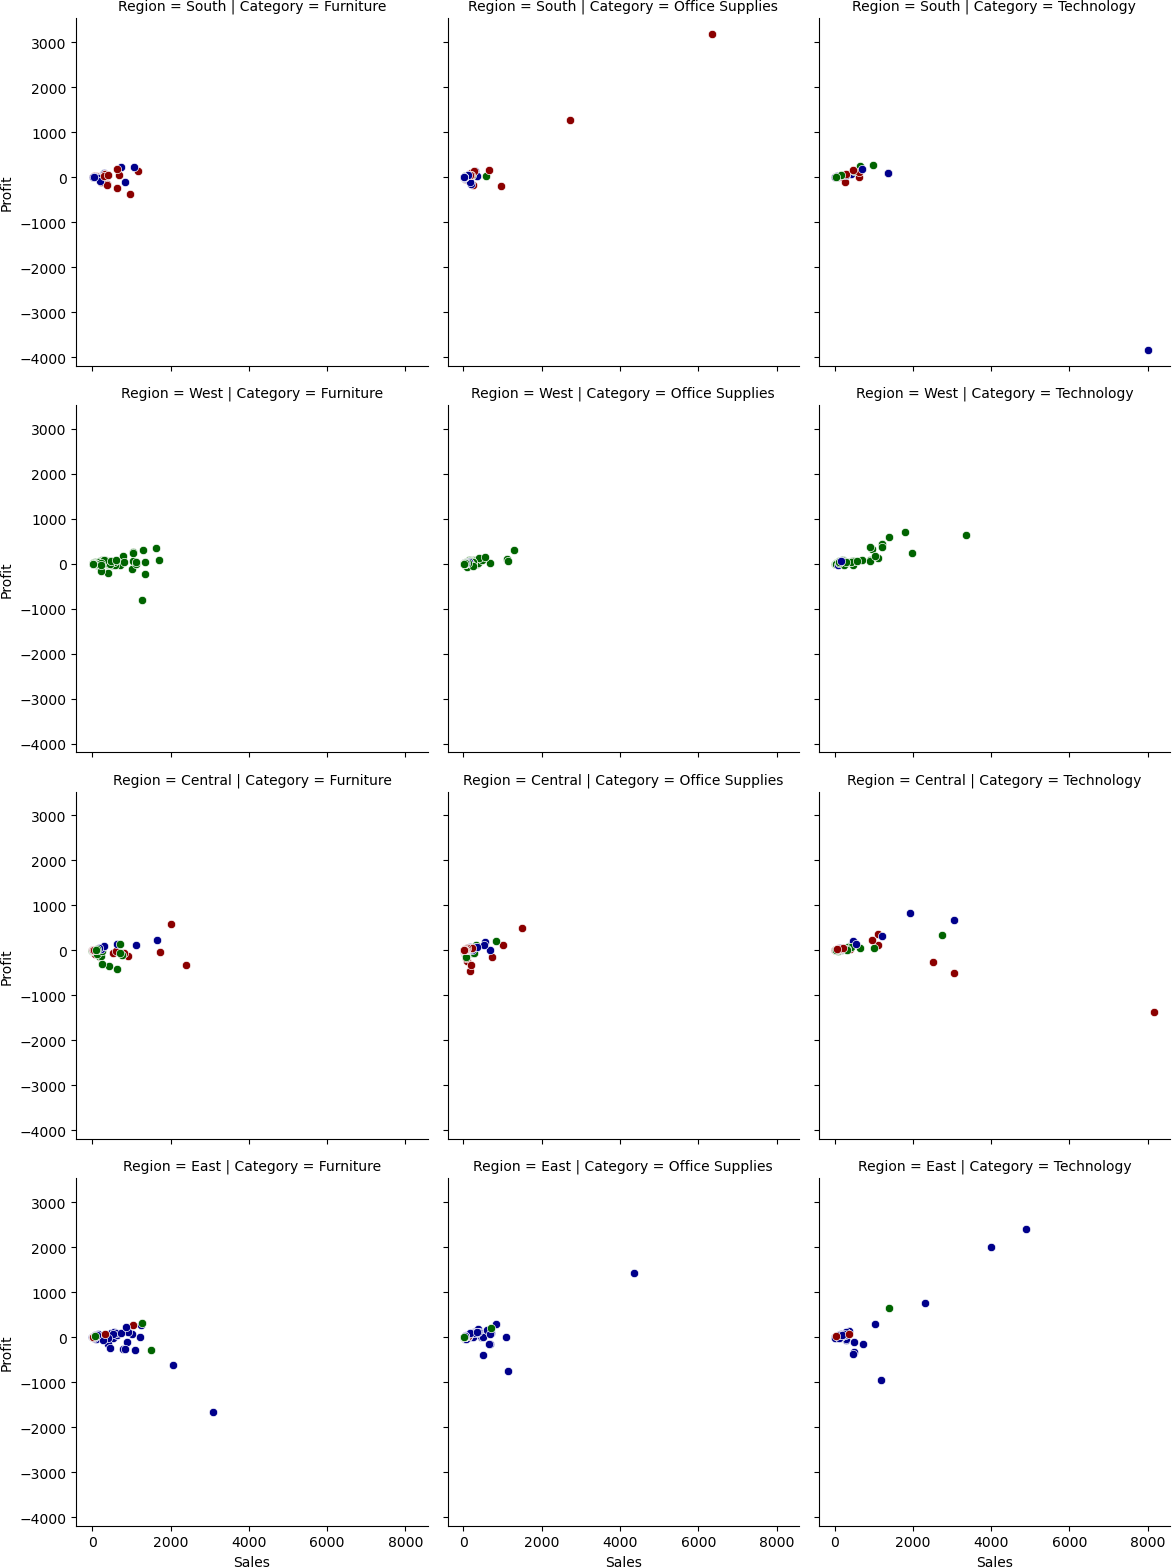 Region = South | Category = Furniture
Region = South | Category = Office Supplies
Region = South | Category = Technology
3000
2000
1000
0
−1000
−2000
−3000
−4000
Profit
Region = West | Category = Furniture
Region = West | Category = Office Supplies
Region = West | Category = Technology
3000
2000
1000
0
−1000
−2000
−3000
−4000
Profit
Region = Central | Category = Furniture
Region = Central | Category = Office Supplies
Region = Central | Category = Technology
3000
2000
1000
0
−1000
−2000
−3000
−4000
Profit
Region = East | Category = Furniture
Region = East | Category = Office Supplies
Region = East | Category = Technology
3000
2000
1000
0
−1000
−2000
−3000
−4000
Profit
0 2000 4000 6000 8000
Sales
0 2000 4000 6000 8000
Sales
0 2000 4000 6000 8000
Sales